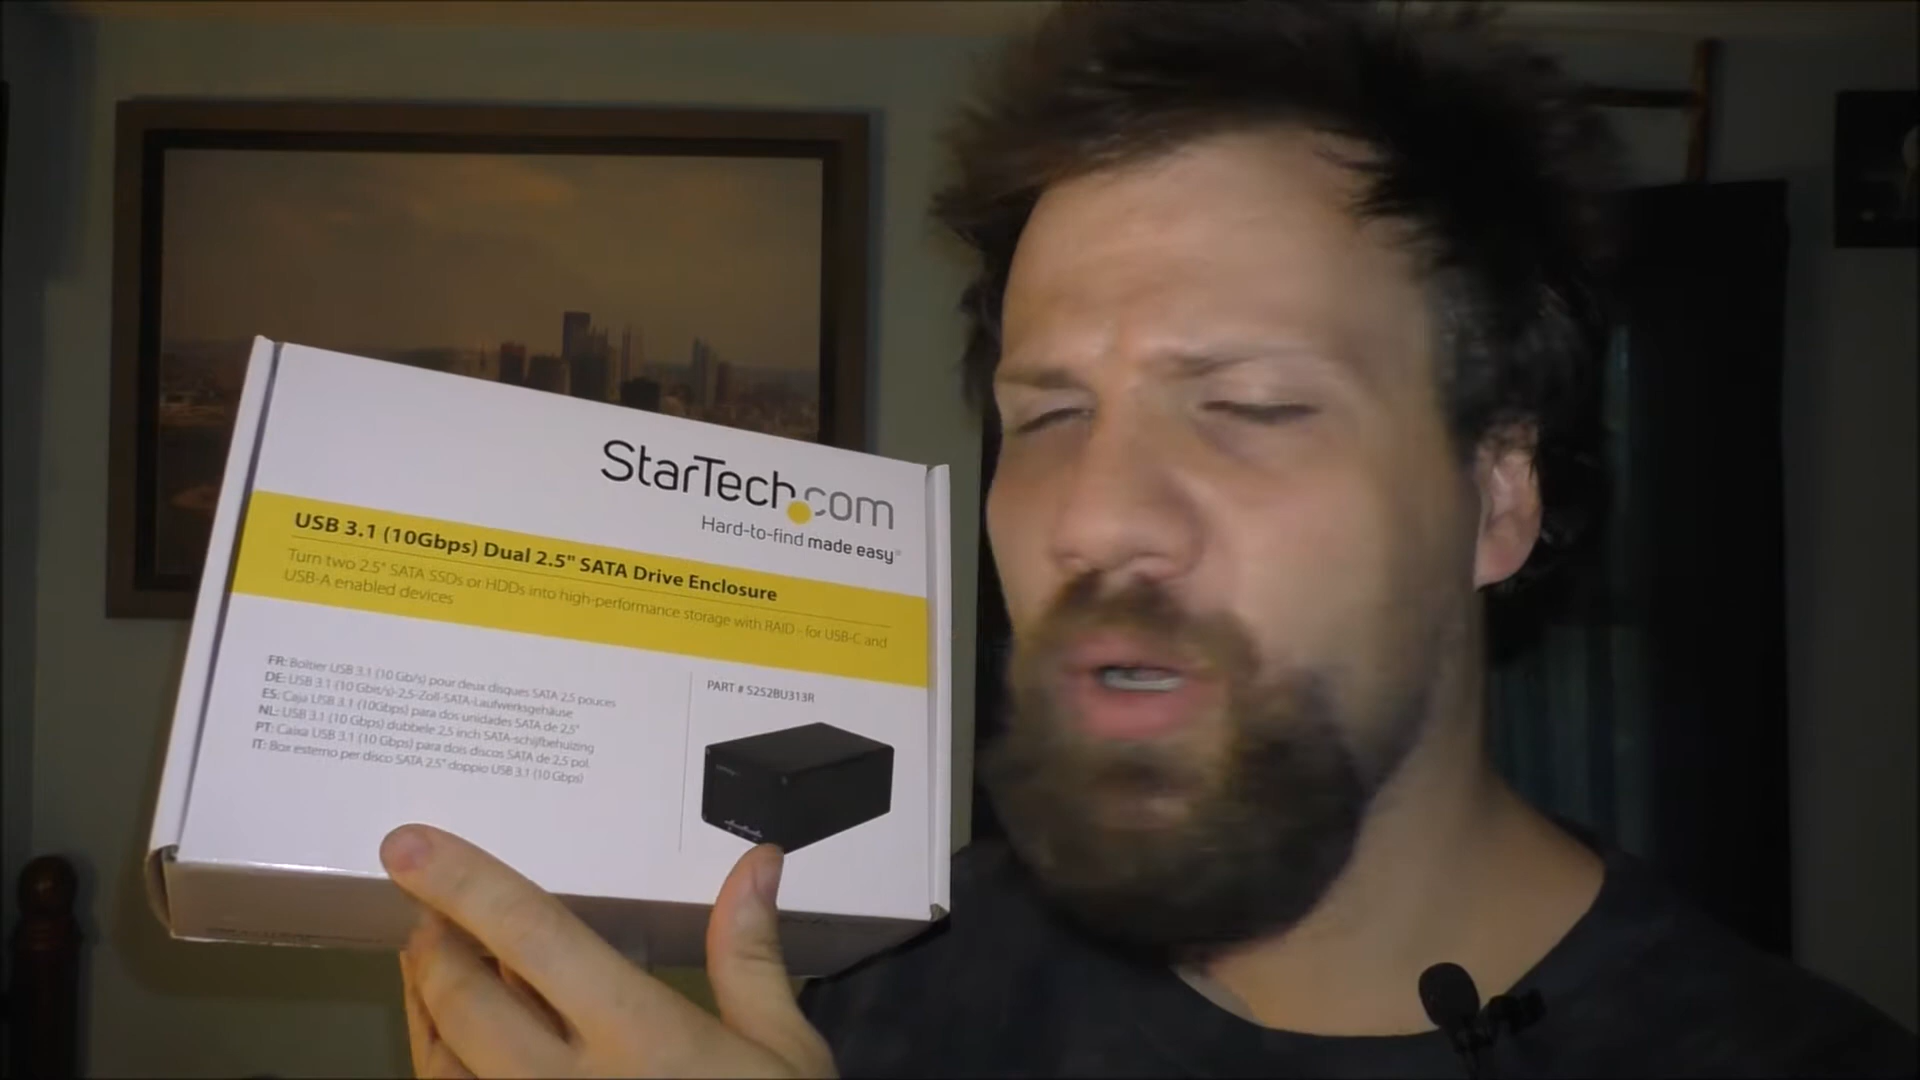 StarTech.com
Hard-to-find made easy®
USB 3.1 (10Gbps) Dual 2.5" SATA Drive Enclosure
Turn two 2.5" SATA SSDs or HDDs into high-performance storage with RAID - for USB-C and
USB-A enabled devices
FR: Boîtier USB 3.1 (10 Gb/s) pour deux disques SATA 2,5 pouces
DE: USB 3.1 (10 Gbit/s)-2,5-Zoll-SATA-Laufwerksgehäuse
ES: Caja USB 3.1 (10Gbps) para dos unidades SATA de 2,5"
NL: USB 3.1 (10 Gbps) dubbele 2,5 inch SATA-schijfbehuizing
PT: Caixa USB 3.1 (10 Gbps) para dois discos SATA de 2,5 pol.
IT: Box esterno per disco SATA 2.5" doppio USB 3.1 (10 Gbps)
PART # S252BU313R